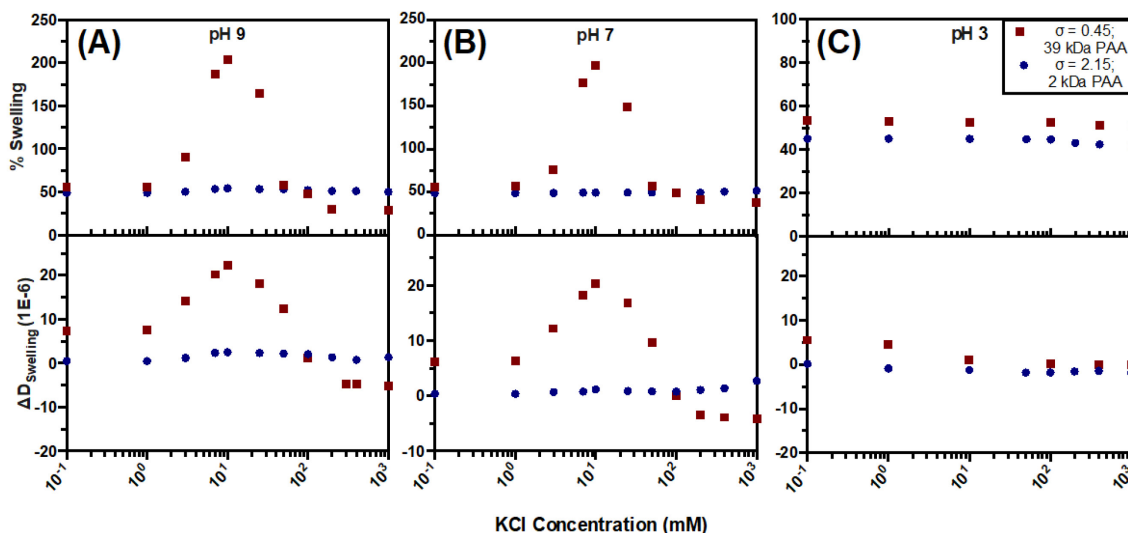 (A)
pH 9
(B)
pH 7
(C)
pH 3
σ = 0.45;
39 kDa PAA
σ = 2.15;
2 kDa PAA
% Swelling
250
200
150
100
50
0
250
200
150
100
50
0
100
80
60
40
20
0
ΔD Swelling (1E-6)
20
10
0
-10
-20
20
10
0
-10
20
10
0
-10
-20
10⁻¹ 10⁰ 10¹ 10² 10³
10⁻¹ 10⁰ 10¹ 10² 10³
10⁻¹ 10⁰ 10¹ 10² 10³
KCl Concentration (mM)